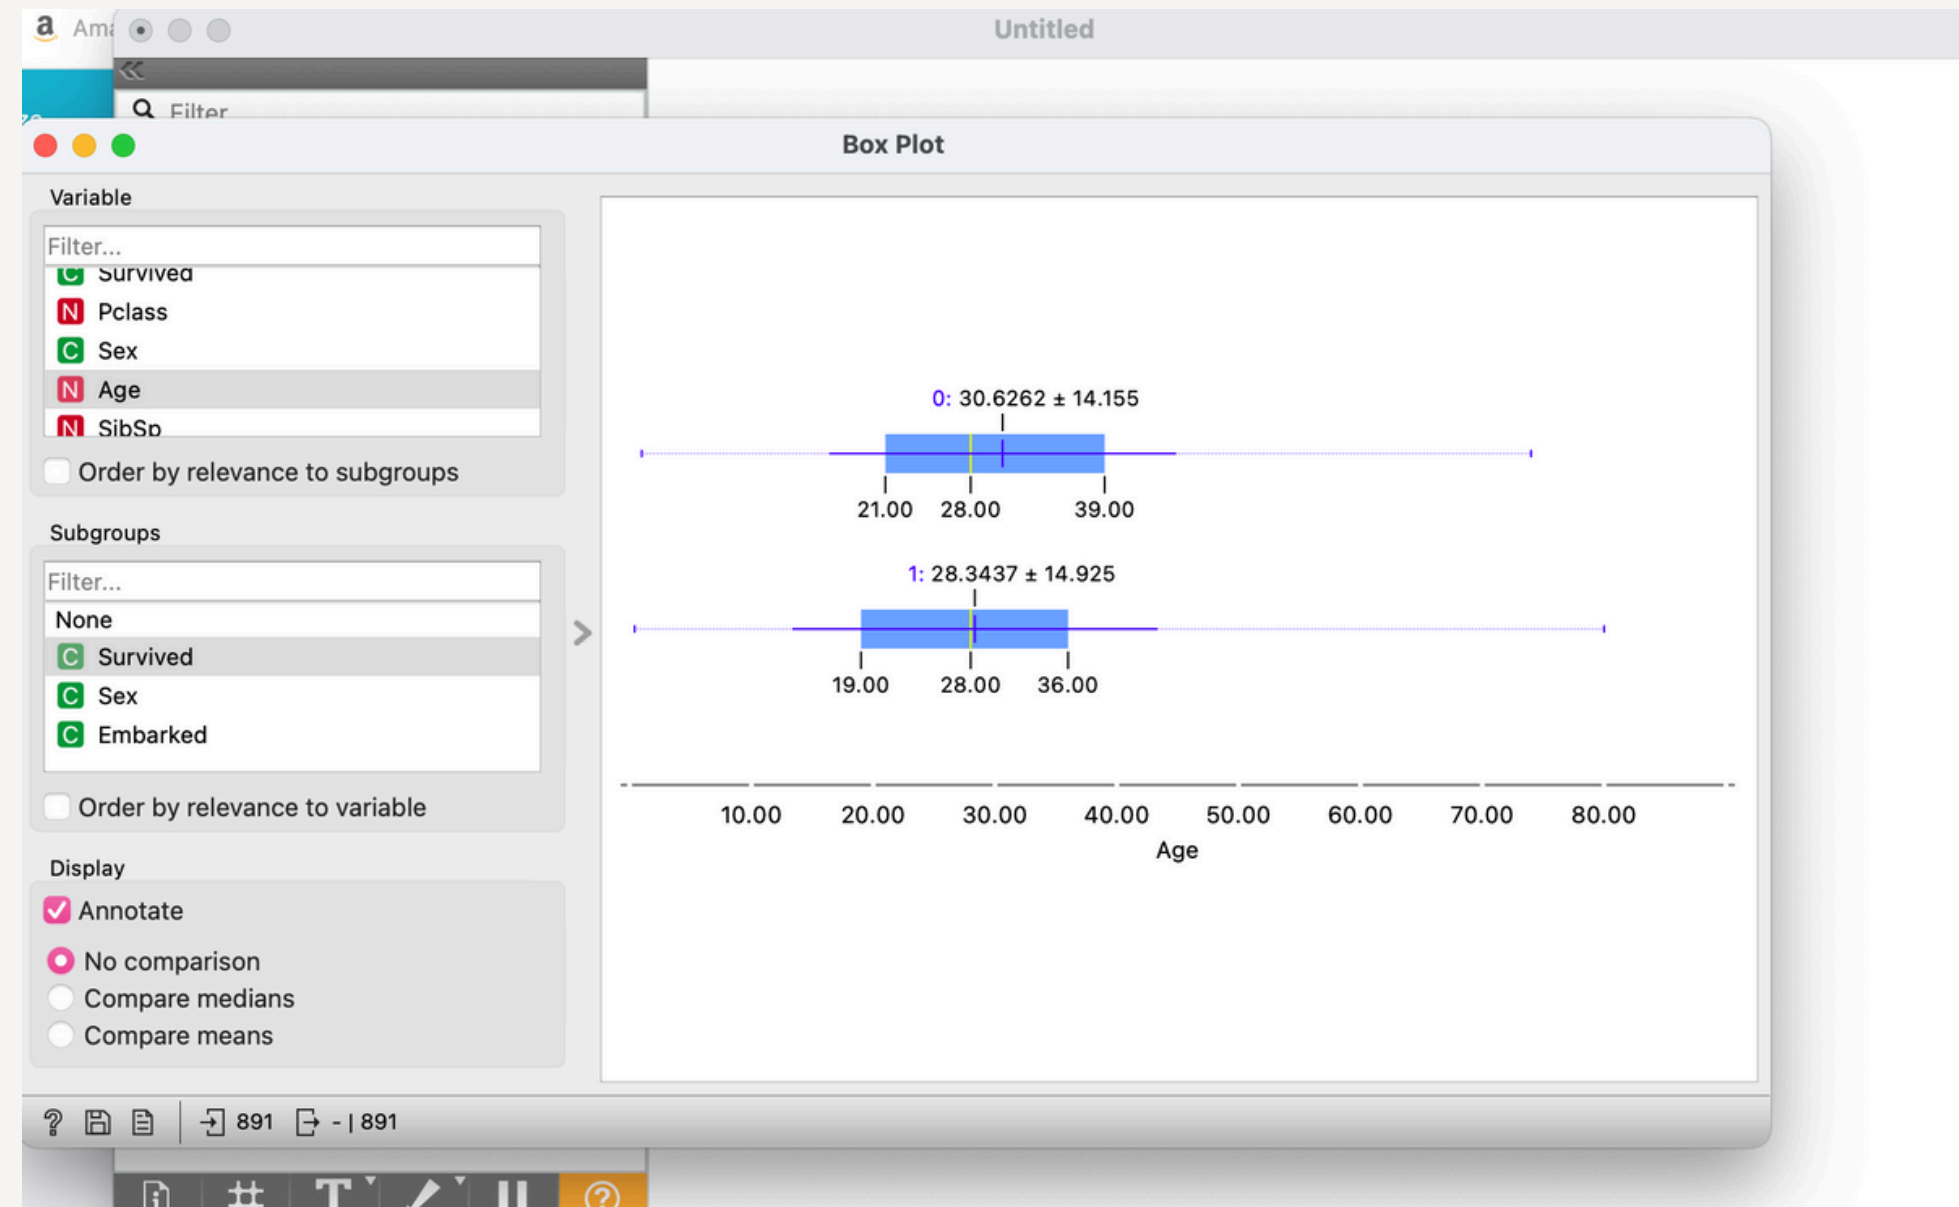 a Ama
Untitled
Filter
Box Plot
Variable
Filter...
C Survived
N Pclass
C Sex
N Age
N SibSp
Order by relevance to subgroups
Subgroups
Filter...
None
C Survived
C Sex
C Embarked
Order by relevance to variable
Display
Annotate
No comparison
Compare medians
Compare means
0: 30.6262 ± 14.155
21.00 28.00 39.00
1: 28.3437 ± 14.925
19.00 28.00 36.00
10.00 20.00 30.00 40.00 50.00 60.00 70.00 80.00
Age
? 891 - | 891
T ?